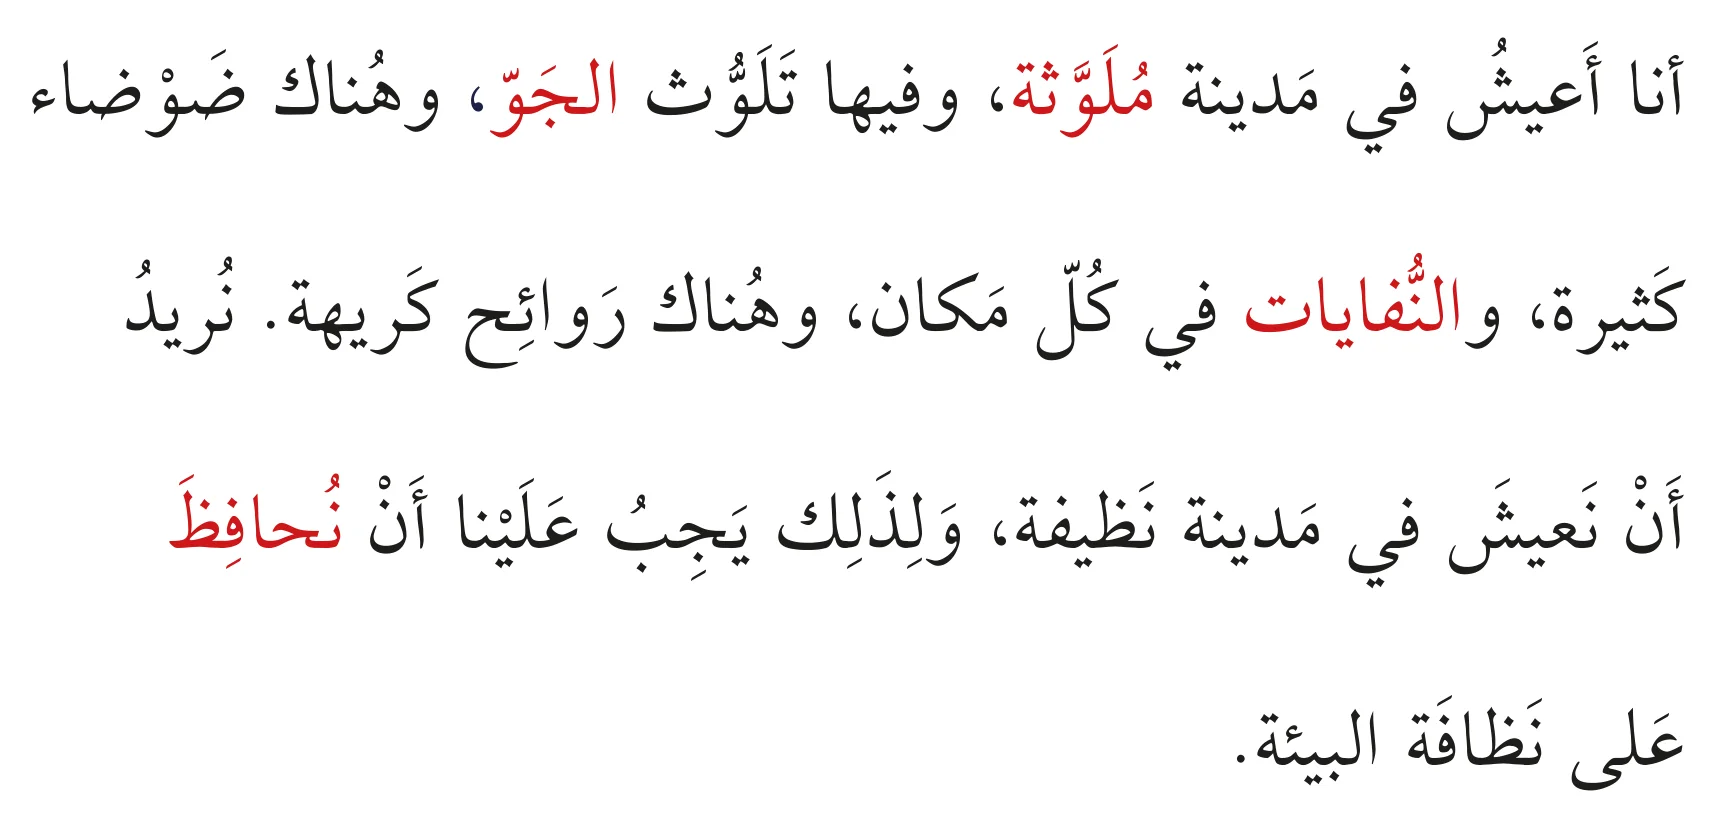 أنا أَعيشُ في مَدينة مُلَوَّثة، وفيها تَلَوُّث الجَوّ، وهُناك ضَوْضاء
كَثيرة، والنُّفايات في كُلّ مَكان، وهُناك رَوائِح كَريهة. نُريدُ
أَنْ نَعيشَ في مَدينة نَظيفة، وَلِذَلِك يَجِبُ عَلَيْنا أَنْ نُحافِظَ
عَلى نَظافَة البيئة.